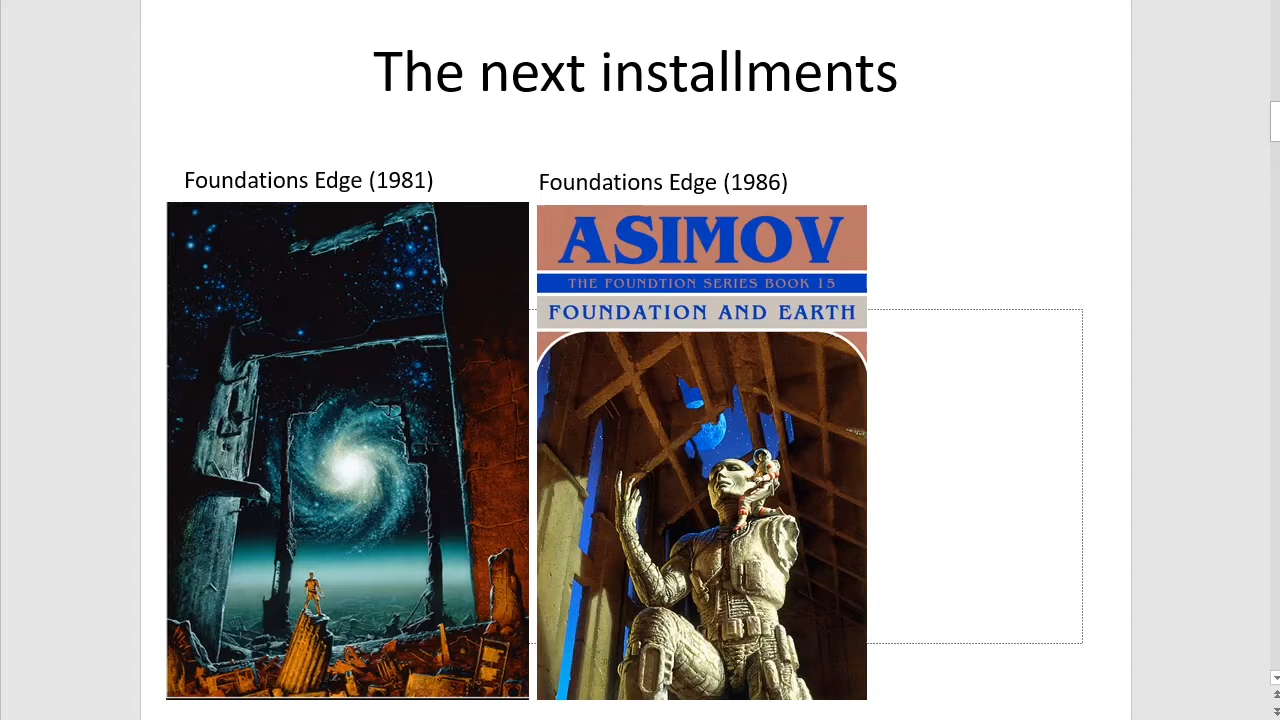 The next installments
Foundations Edge (1981)
Foundations Edge (1986)
ASIMOV
THE FOUNDTION SERIES BOOK 15
FOUNDATION AND EARTH